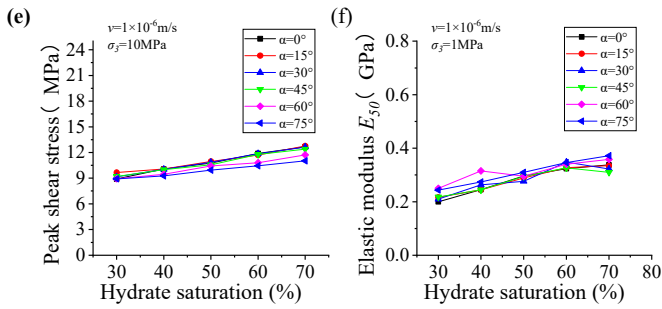 (e)
v=1×10⁻⁶m/s
σ₃=10MPa
α=0°
α=15°
α=30°
α=45°
α=60°
α=75°
Peak shear stress( MPa)
24
21
18
15
12
9
6
3
0
30 40 50 60 70
Hydrate saturation (%)
(f)
v=1×10⁻⁶m/s
σ₃=1MPa
α=0°
α=15°
α=30°
α=45°
α=60°
α=75°
Elastic modulus E₅₀( GPa)
0.8
0.6
0.4
0.2
0.0
30 40 50 60 70 80
Hydrate saturation (%)